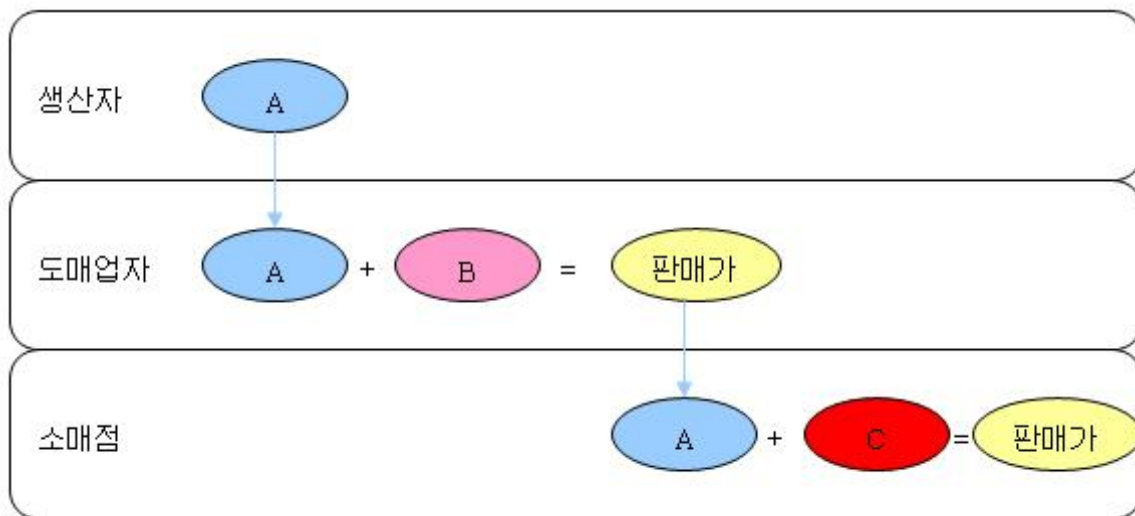 생산자 A
도매업자 A + B = 판매가
소매점 A + C = 판매가